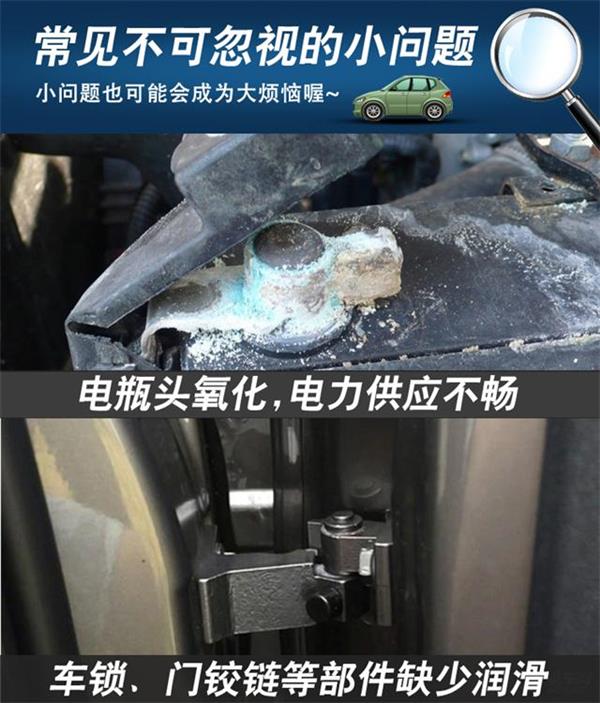 常见不可忽视的小问题
小问题也可能会成为大烦恼喔~
电瓶头氧化,电力供应不畅
车锁、门铰链等部件缺少润滑